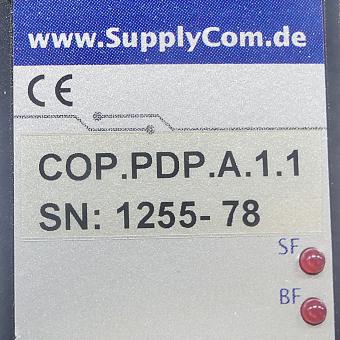 www.SupplyCom.de
CE
COP.PDP.A.1.1
SN: 1255- 78
SF
BF